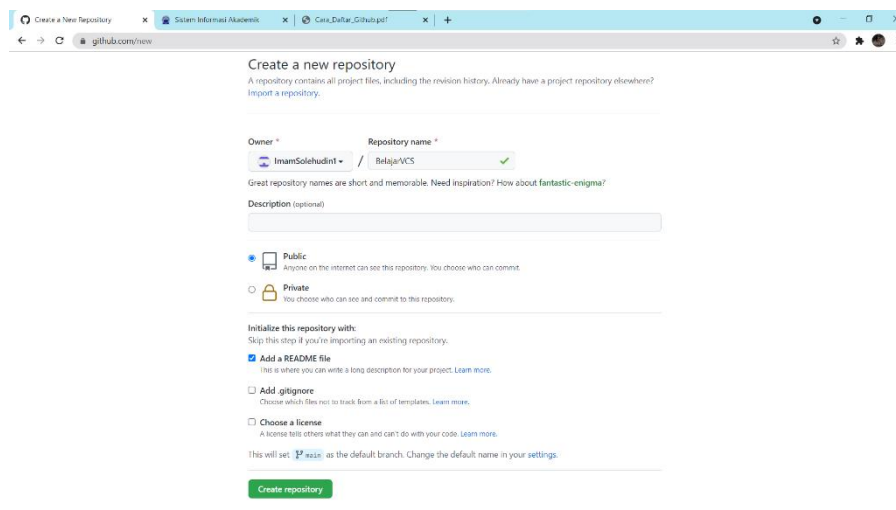 Create a New Repository
Sistem Informasi Akademik
Cara_Daftar_Github.pdf
github.com/new
Create a new repository
A repository contains all project files, including the revision history. Already have a project repository elsewhere?
Import a repository.
Owner *
Repository name *
ImamSolehudin1
/
BelajarVCS
Great repository names are short and memorable. Need inspiration? How about fantastic-enigma?
Description (optional)
Public
Anyone on the internet can see this repository. You choose who can commit.
Private
You choose who can see and commit to this repository.
Initialize this repository with:
Skip this step if you're importing an existing repository.
Add a README file
This is where you can write a long description for your project. Learn more.
Add .gitignore
Choose which files not to track from a list of templates. Learn more.
Choose a license
A license tells others what they can and can't do with your code. Learn more.
This will set main as the default branch. Change the default name in your settings.
Create repository